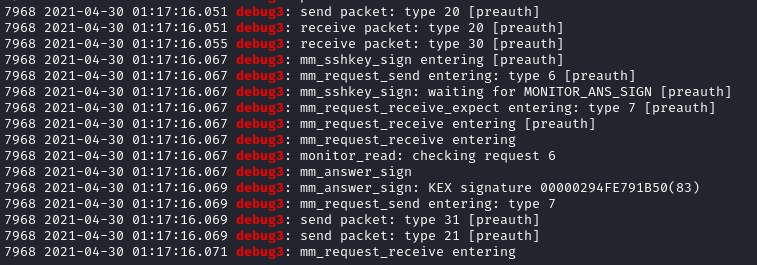 7968 2021-04-30 01:17:16.051 debug3: send packet: type 20 [preauth]
7968 2021-04-30 01:17:16.051 debug3: receive packet: type 20 [preauth]
7968 2021-04-30 01:17:16.055 debug3: receive packet: type 30 [preauth]
7968 2021-04-30 01:17:16.067 debug3: mm_sshkey_sign entering [preauth]
7968 2021-04-30 01:17:16.067 debug3: mm_request_send entering: type 6 [preauth]
7968 2021-04-30 01:17:16.067 debug3: mm_sshkey_sign: waiting for MONITOR_ANS_SIGN [preauth]
7968 2021-04-30 01:17:16.067 debug3: mm_request_receive_expect entering: type 7 [preauth]
7968 2021-04-30 01:17:16.067 debug3: mm_request_receive entering [preauth]
7968 2021-04-30 01:17:16.067 debug3: mm_request_receive entering
7968 2021-04-30 01:17:16.067 debug3: monitor_read: checking request 6
7968 2021-04-30 01:17:16.067 debug3: mm_answer_sign
7968 2021-04-30 01:17:16.069 debug3: mm_answer_sign: KEX signature 00000294FE791B50(83)
7968 2021-04-30 01:17:16.069 debug3: mm_request_send entering: type 7
7968 2021-04-30 01:17:16.069 debug3: send packet: type 31 [preauth]
7968 2021-04-30 01:17:16.069 debug3: send packet: type 21 [preauth]
7968 2021-04-30 01:17:16.071 debug3: mm_request_receive entering